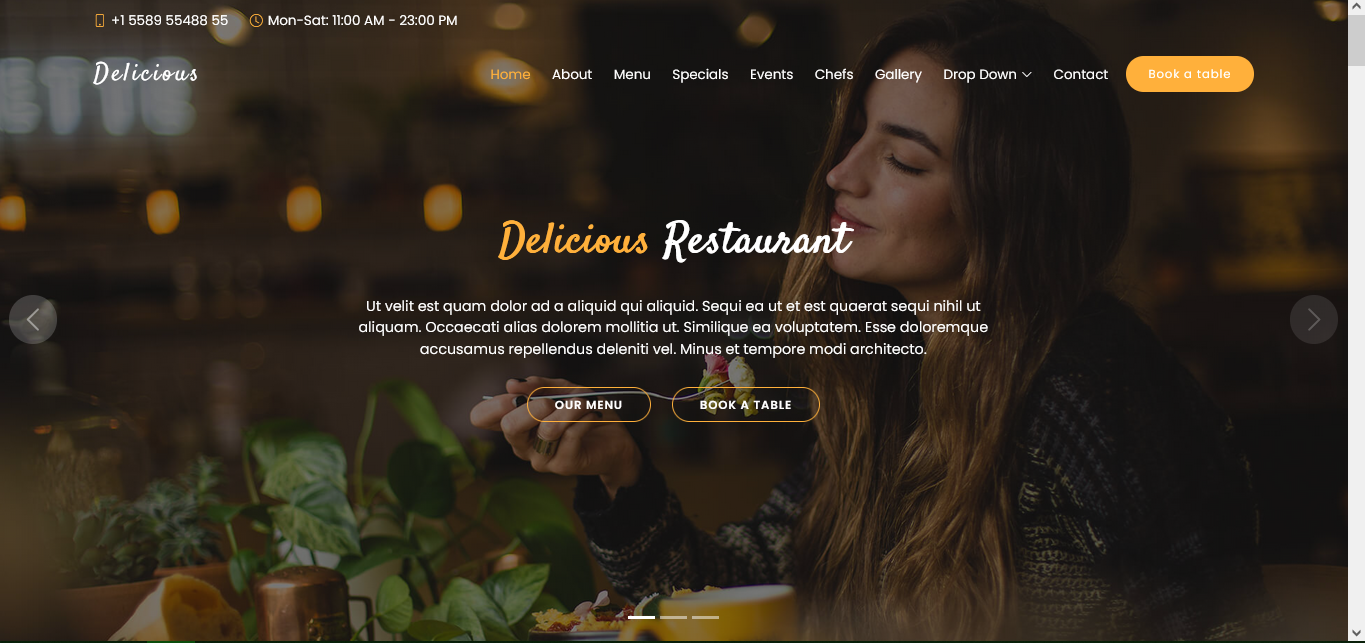 +1 5589 55488 55 Mon-Sat: 11:00 AM - 23:00 PM
Delicious
Home About Menu Specials Events Chefs Gallery Drop Down Contact Book a table
Delicious Restaurant
Ut velit est quam dolor ad a aliquid qui aliquid. Sequi ea ut et est quaerat sequi nihil ut
aliquam. Occaecati alias dolorem mollitia ut. Similique ea voluptatem. Esse doloremque
accusamus repellendus deleniti vel. Minus et tempore modi architecto.
OUR MENU BOOK A TABLE